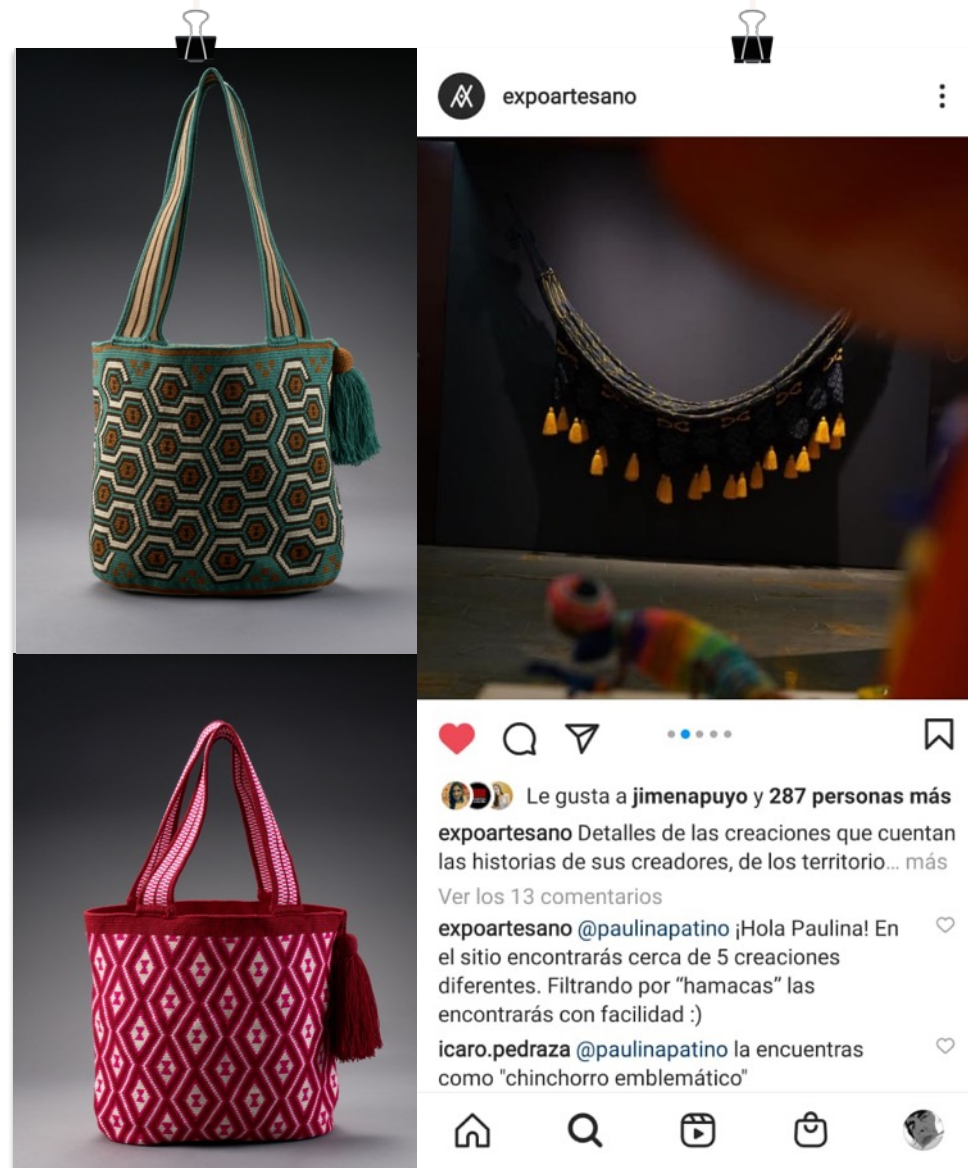 expoartesano
Le gusta a jimenapuyo y 287 personas más
expoartesano Detalles de las creaciones que cuentan
las historias de sus creadores, de los territorio... más
Ver los 13 comentarios
expoartesano @paulinapatino ¡Hola Paulina! En
el sitio encontrarás cerca de 5 creaciones
diferentes. Filtrando por “hamacas” las
encontrarás con facilidad :)
icaro.pedraza @paulinapatino la encuentras
como "chinchorro emblemático"